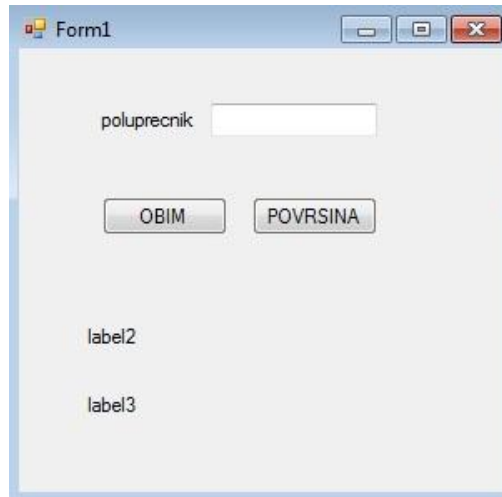 Form1
poluprecnik
OBIM POVRSINA
label2
label3